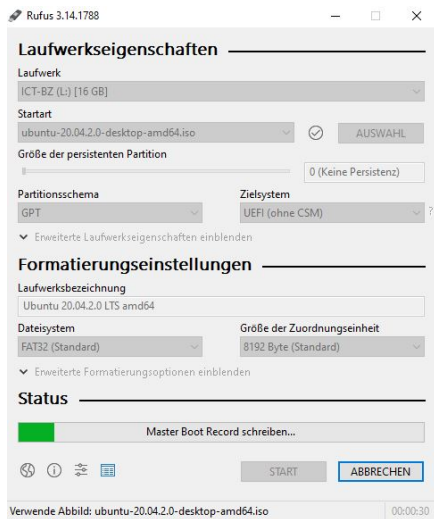 Rufus 3.14.1788
Laufwerkseigenschaften
Laufwerk
ICT-BZ (L:) [16 GB]
Startart
ubuntu-20.04.2.0-desktop-amd64.iso
AUSWAHL
Größe der persistenten Partition
0 (Keine Persistenz)
Partitionsschema Zielsystem
GPT UEFI (ohne CSM) ?
Erweiterte Laufwerkseigenschaften einblenden
Formatierungseinstellungen
Laufwerksbezeichnung
Ubuntu 20.04.2.0 LTS amd64
Dateisystem Größe der Zuordnungseinheit
FAT32 (Standard) 8192 Byte (Standard)
Erweiterte Formatierungsoptionen einblenden
Status
Master Boot Record schreiben...
START ABBRECHEN
Verwende Abbild: ubuntu-20.04.2.0-desktop-amd64.iso 00:00:30